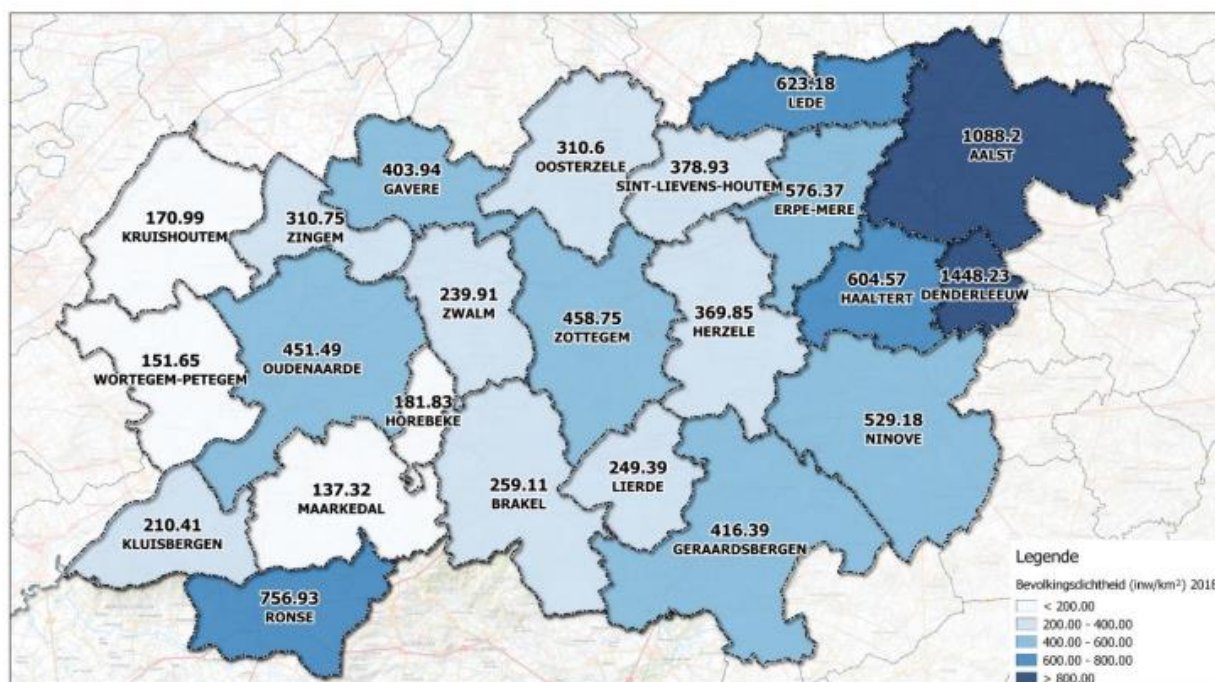 623.18
LEDE
1088.2
AALST
310.6
OOSTERZELE
378.93
SINT-LIEVENS-HOUTEM
403.94
GAVERE
576.37
ERPE-MERE
170.99
KRUISHOUTEM
310.75
ZINGEM
604.57
HAALTERT
1448.23
DENDERLEEUW
239.91
ZWALM
458.75
ZOTTEGEM
369.85
HERZELE
151.65
WORTEGEM-PETEGEM
451.49
OUDENAARDE
181.83
HOREBEKE
529.18
NINOVE
137.32
MAARKEDAL
259.11
BRAKEL
249.39
LIERDE
210.41
KLUISBERGEN
416.39
GERAARDSBERGEN
756.93
RONSE
Legende
Bevolkingsdichtheid (inw/km²) 2018
< 200.00
200.00 - 400.00
400.00 - 600.00
600.00 - 800.00
> 800.00